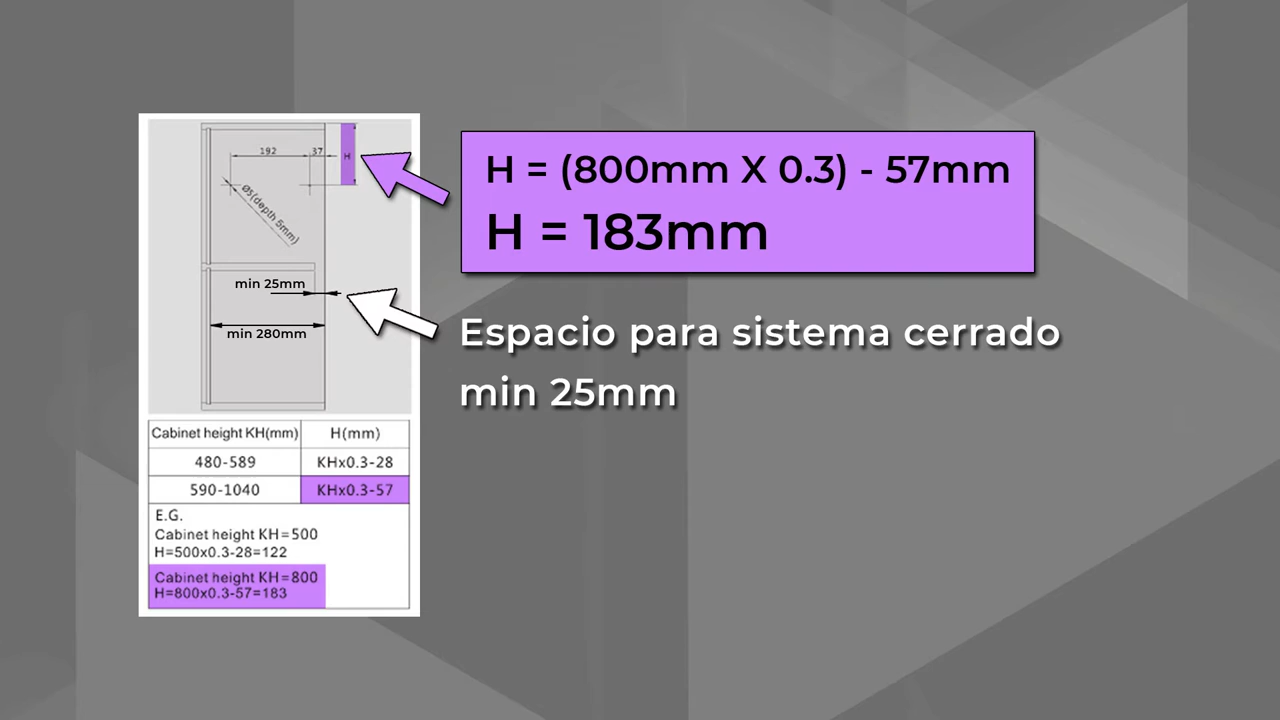 192
37
H
Ø5(depth 5mm)
min 25mm
min 280mm
H = (800mm X 0.3) - 57mm
H = 183mm
Espacio para sistema cerrado
min 25mm
Cabinet height KH(mm) H(mm)
480-589 KHx0.3-28
590-1040 KHx0.3-57
E.G.
Cabinet height KH=500
H=500x0.3-28=122
Cabinet height KH=800
H=800x0.3-57=183